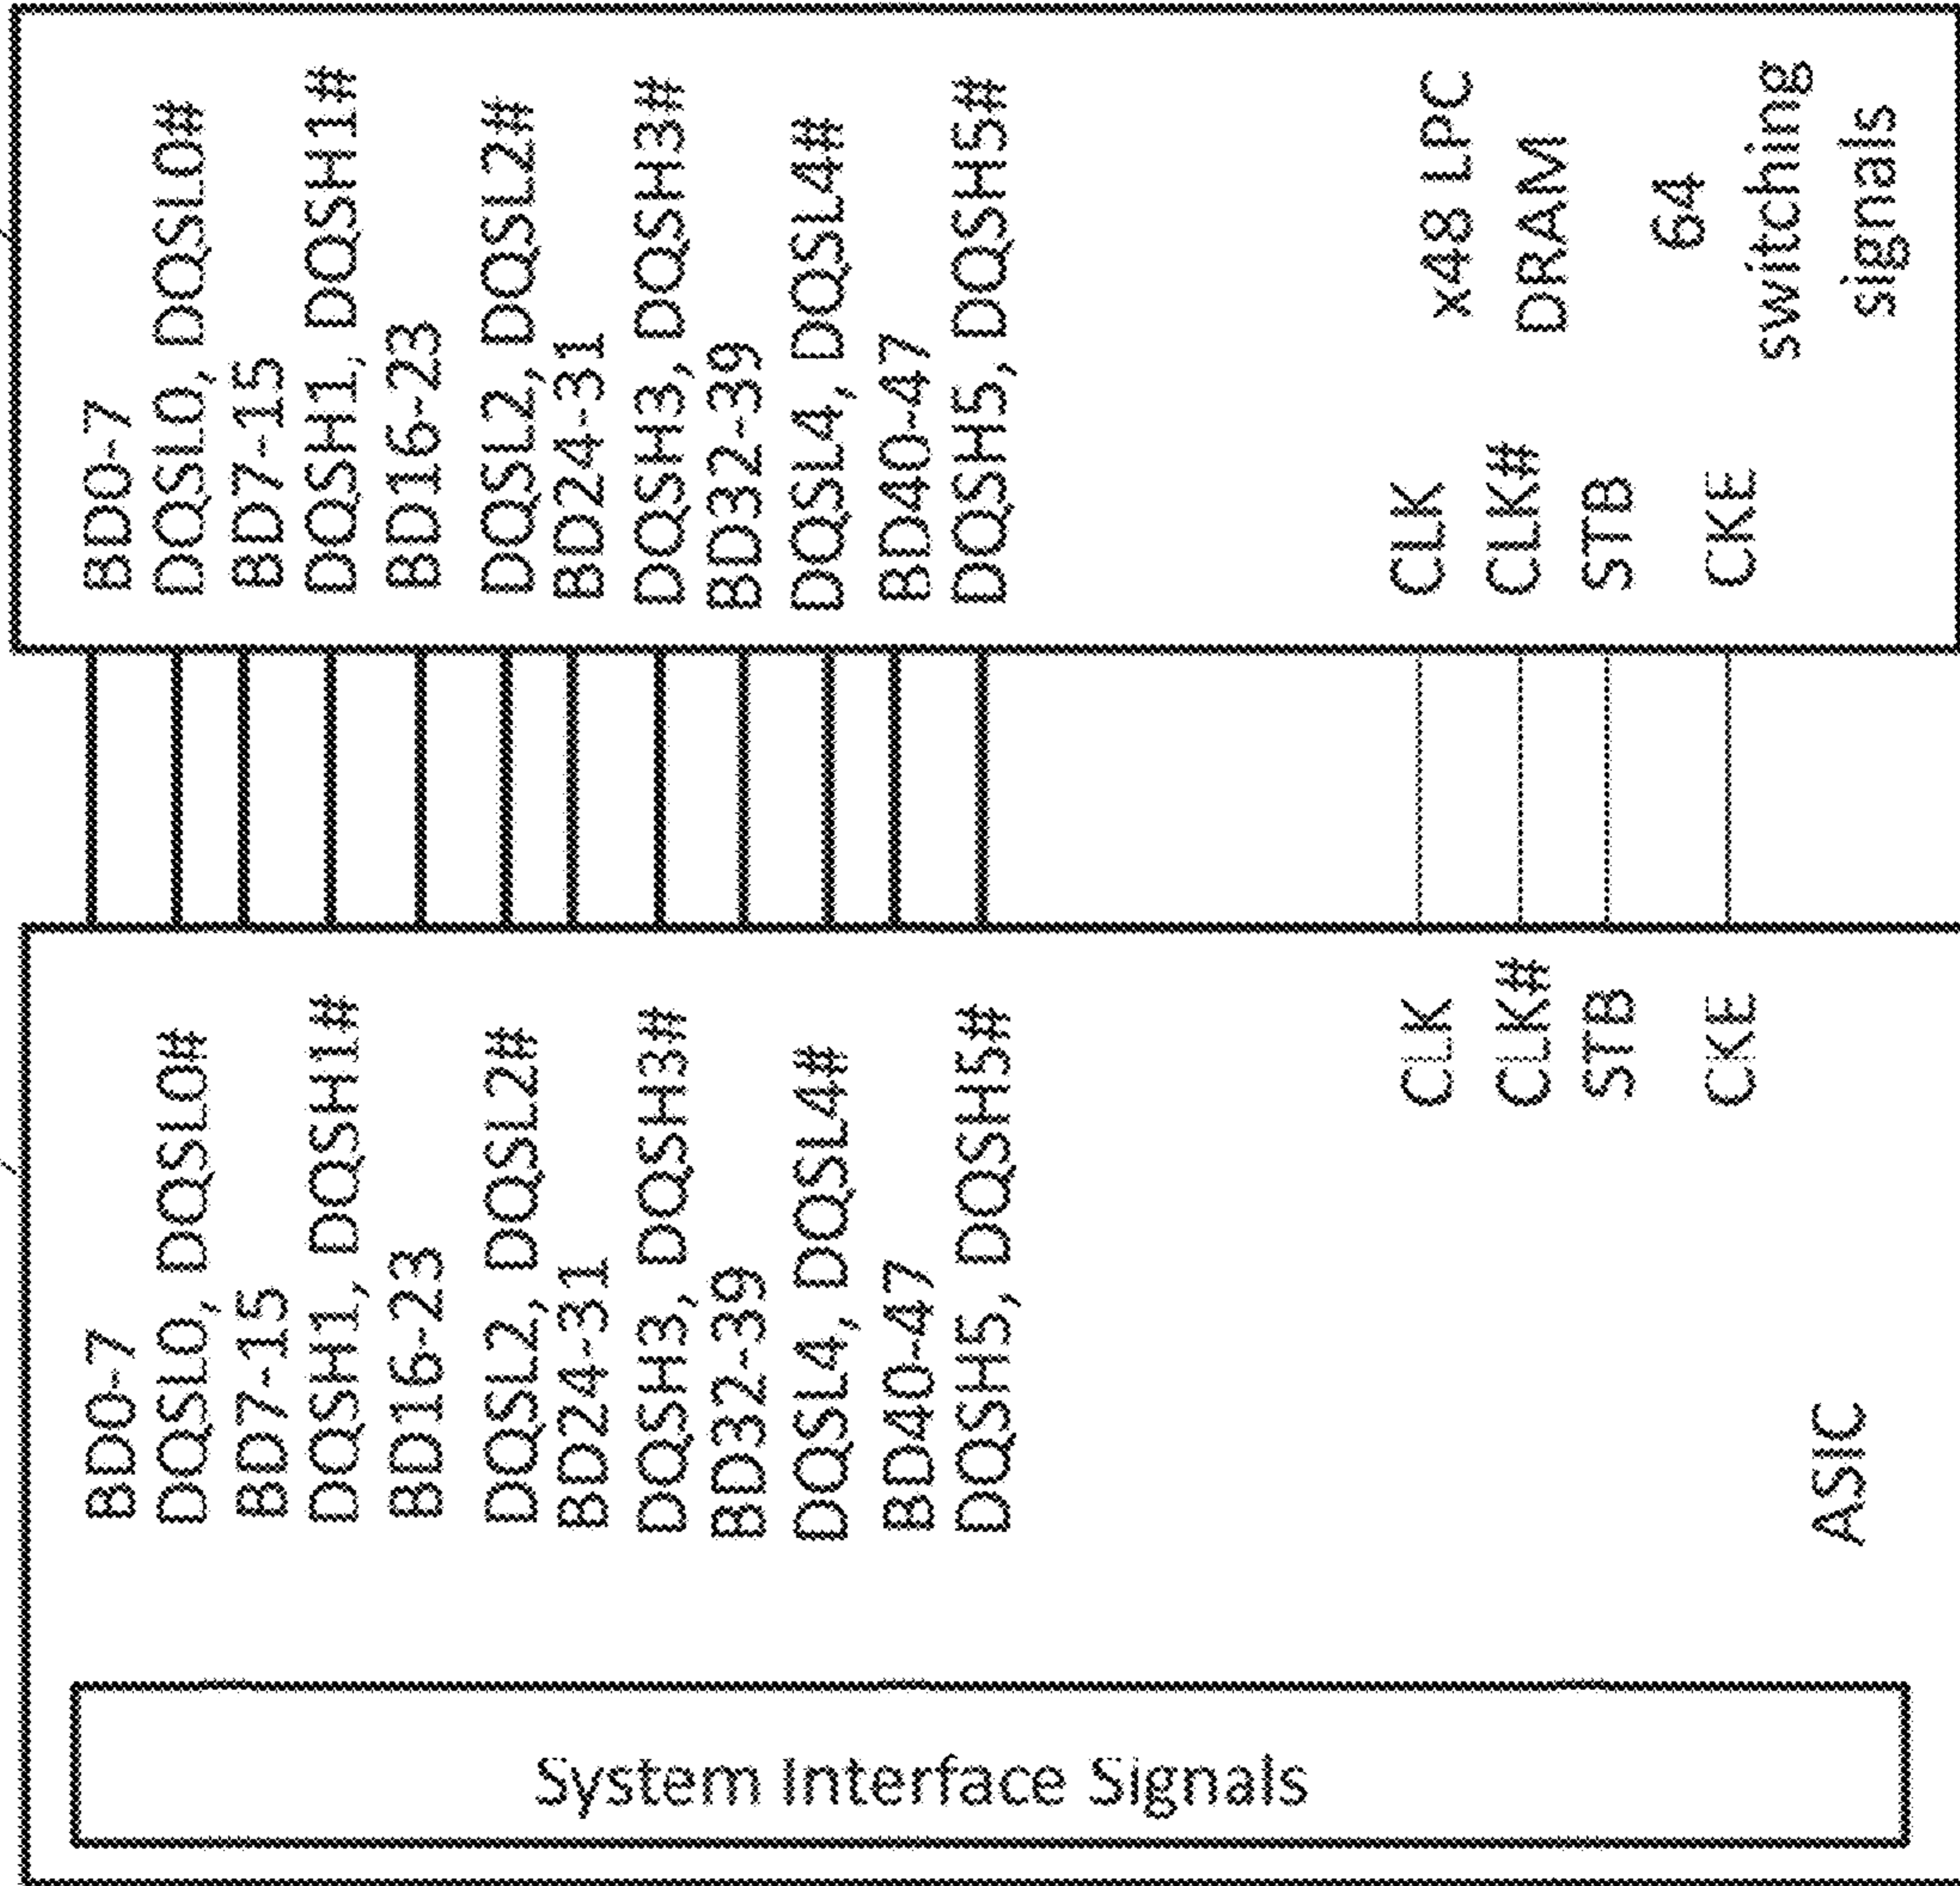 System Interface Signals
BD0-7
DQSL0, DQSL0#
BD7-15
DQSH1, DQSH1#
BD16-23
DQSL2, DQSL2#
BD24-31
DQSH3, DQSH3#
BD32-39
DQSL4, DQSL4#
BD40-47
DQSH5, DQSH5#
CLK
CLK#
STB
CKE
ASIC
BD0-7
DQSL0, DQSL0#
BD7-15
DQSH1, DQSH1#
BD16-23
DQSL2, DQSL2#
BD24-31
DQSH3, DQSH3#
BD32-39
DQSL4, DQSL4#
BD40-47
DQSH5, DQSH5#
CLK
CLK#
STB
CKE
x48 LPC
DRAM
64
switching
signals